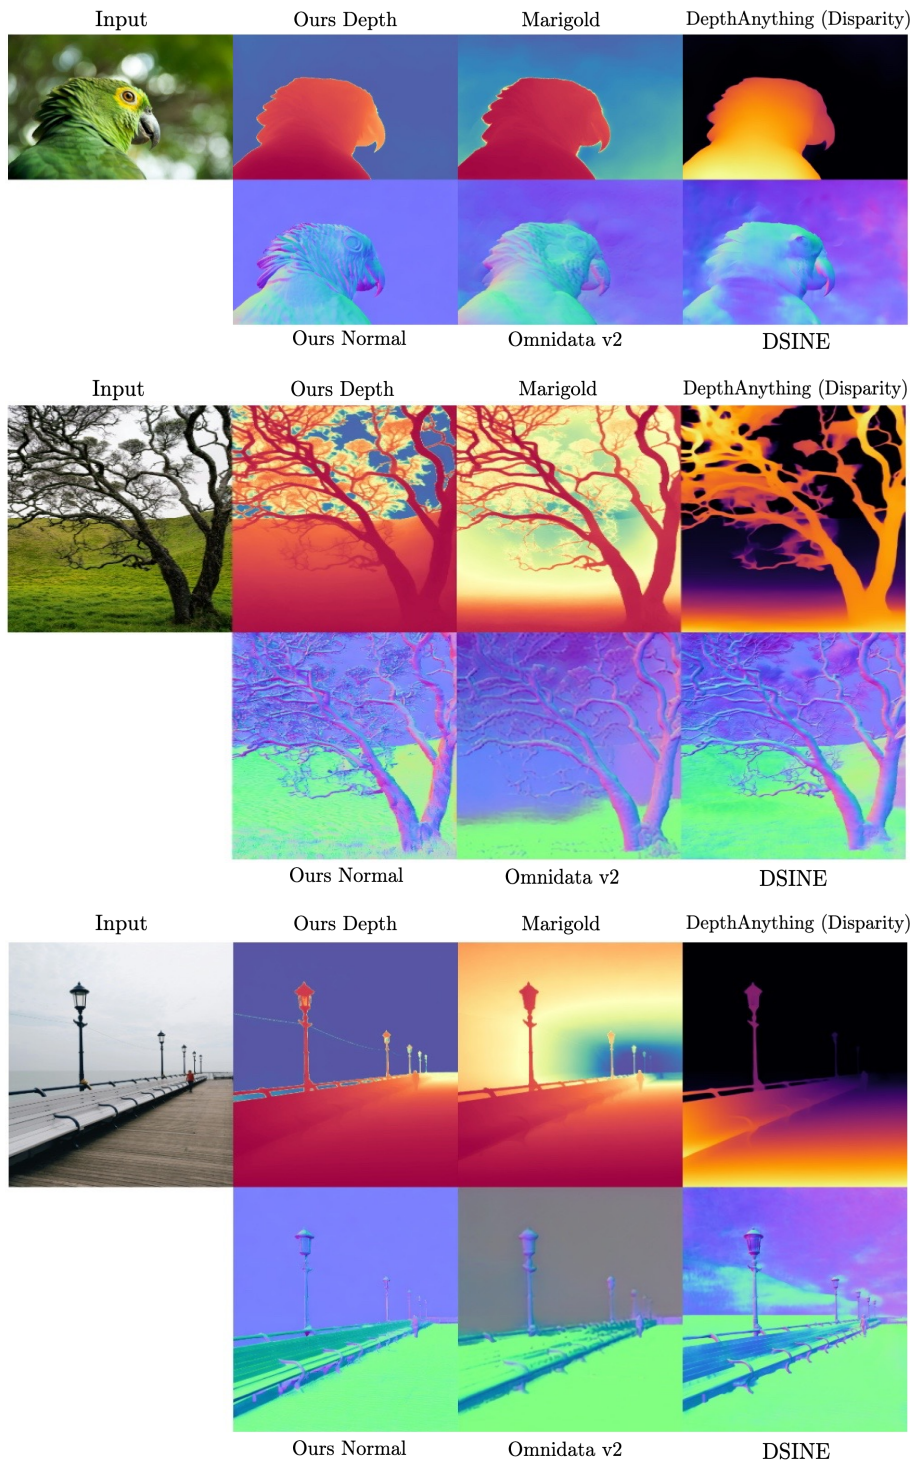 Input Ours Depth Marigold DepthAnything (Disparity)
Ours Normal Omnidata v2 DSINE
Input Ours Depth Marigold DepthAnything (Disparity)
Ours Normal Omnidata v2 DSINE
Input Ours Depth Marigold DepthAnything (Disparity)
Ours Normal Omnidata v2 DSINE